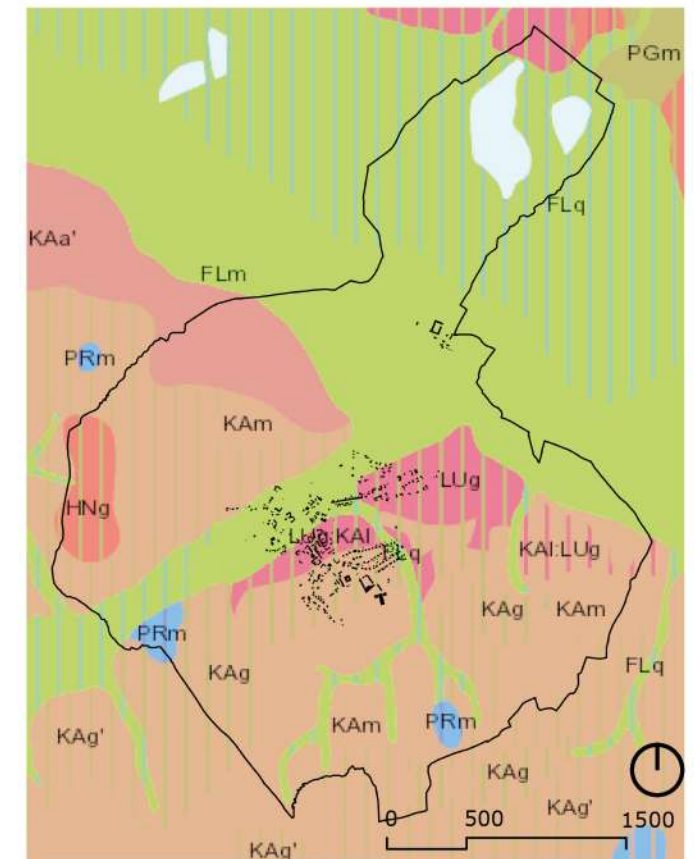 PGm
FLq
KAa'
FLm
PRm
KAm
LUg
HNg
LUg:KAl
FLq
KAl:LUg
KAg KAm
PRm
FLq
KAg
KAm PRm
KAg'
KAg
KAg'
0 500 1500
KAg'